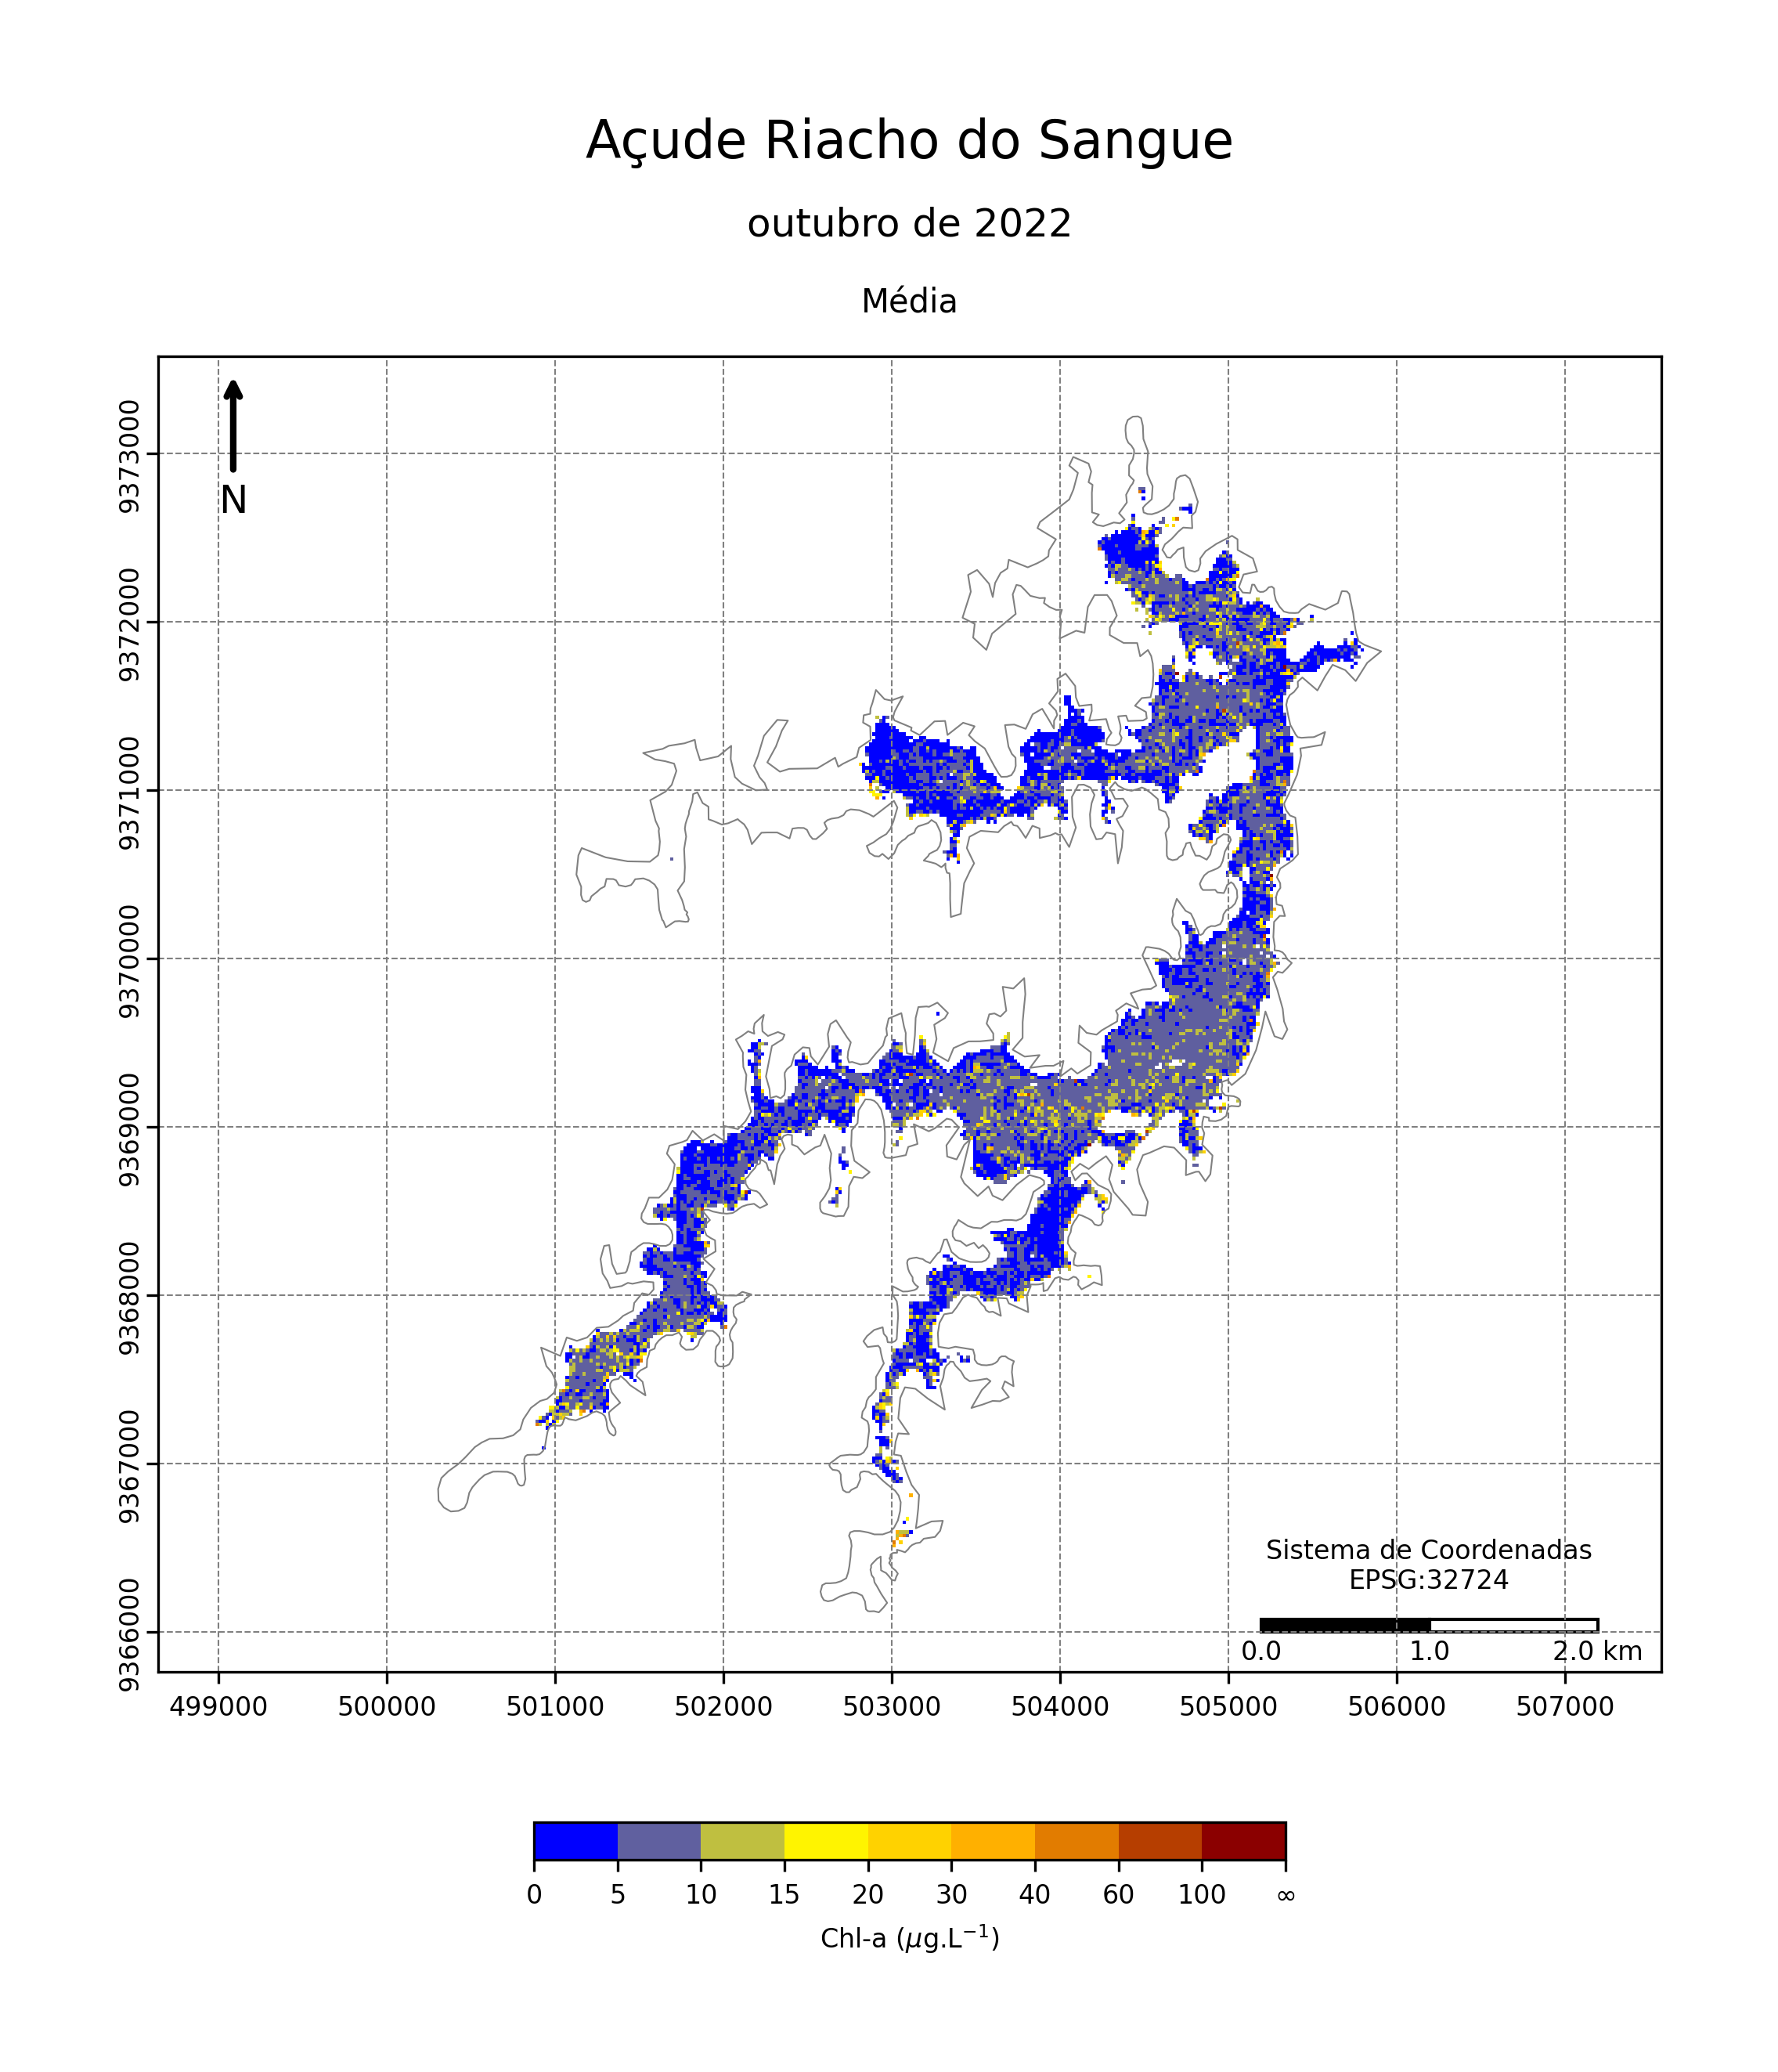 Açude Riacho do Sangue
outubro de 2022
Média
N
9373000
9372000
9371000
9370000
9369000
9368000
9367000
9366000
Sistema de Coordenadas
EPSG:32724
0.0 1.0 2.0 km
499000 500000 501000 502000 503000 504000 505000 506000 507000
0 5 10 15 20 30 40 60 100 ∞
Chl-a (μg.L⁻¹)